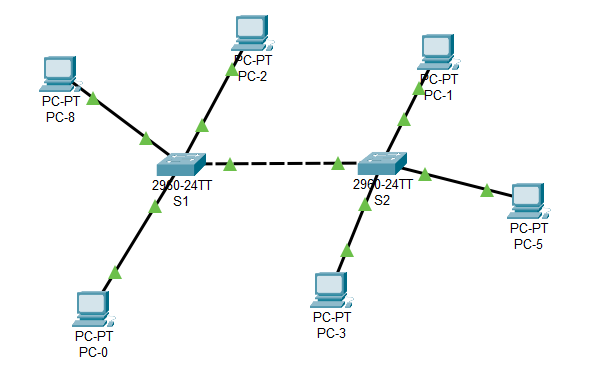 PC-PT
PC-2
PC-PT
PC-1
PC-PT
PC-8
2960-24TT
S1
2960-24TT
S2
PC-PT
PC-5
PC-PT
PC-3
PC-PT
PC-0